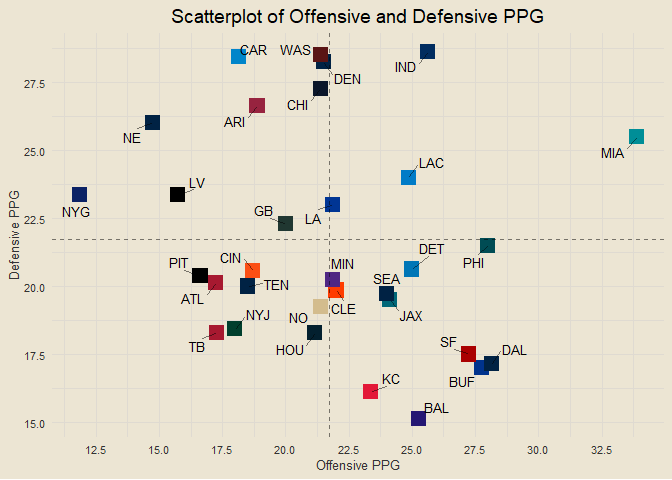 Scatterplot of Offensive and Defensive PPG
CAR
WAS
DEN
IND
27.5
CHI
ARI
NE
MIA
25.0
LAC
LV
NYG
GB
LA
22.5
Defensive PPG
DET
PHI
PIT
CIN
MIN
TEN
SEA
20.0
ATL
NO
CLE
JAX
NYJ
TB
HOU
SF
DAL
17.5
KC
BUF
BAL
15.0
12.5 15.0 17.5 20.0 22.5 25.0 27.5 30.0 32.5
Offensive PPG